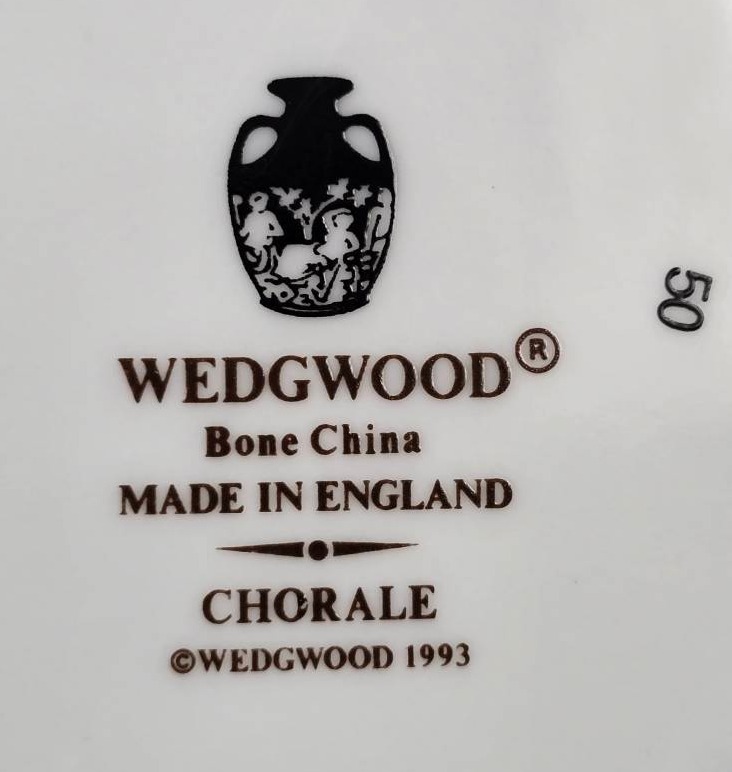 WEDGWOOD®
Bone China
MADE IN ENGLAND
CHORALE
©WEDGWOOD 1993
50